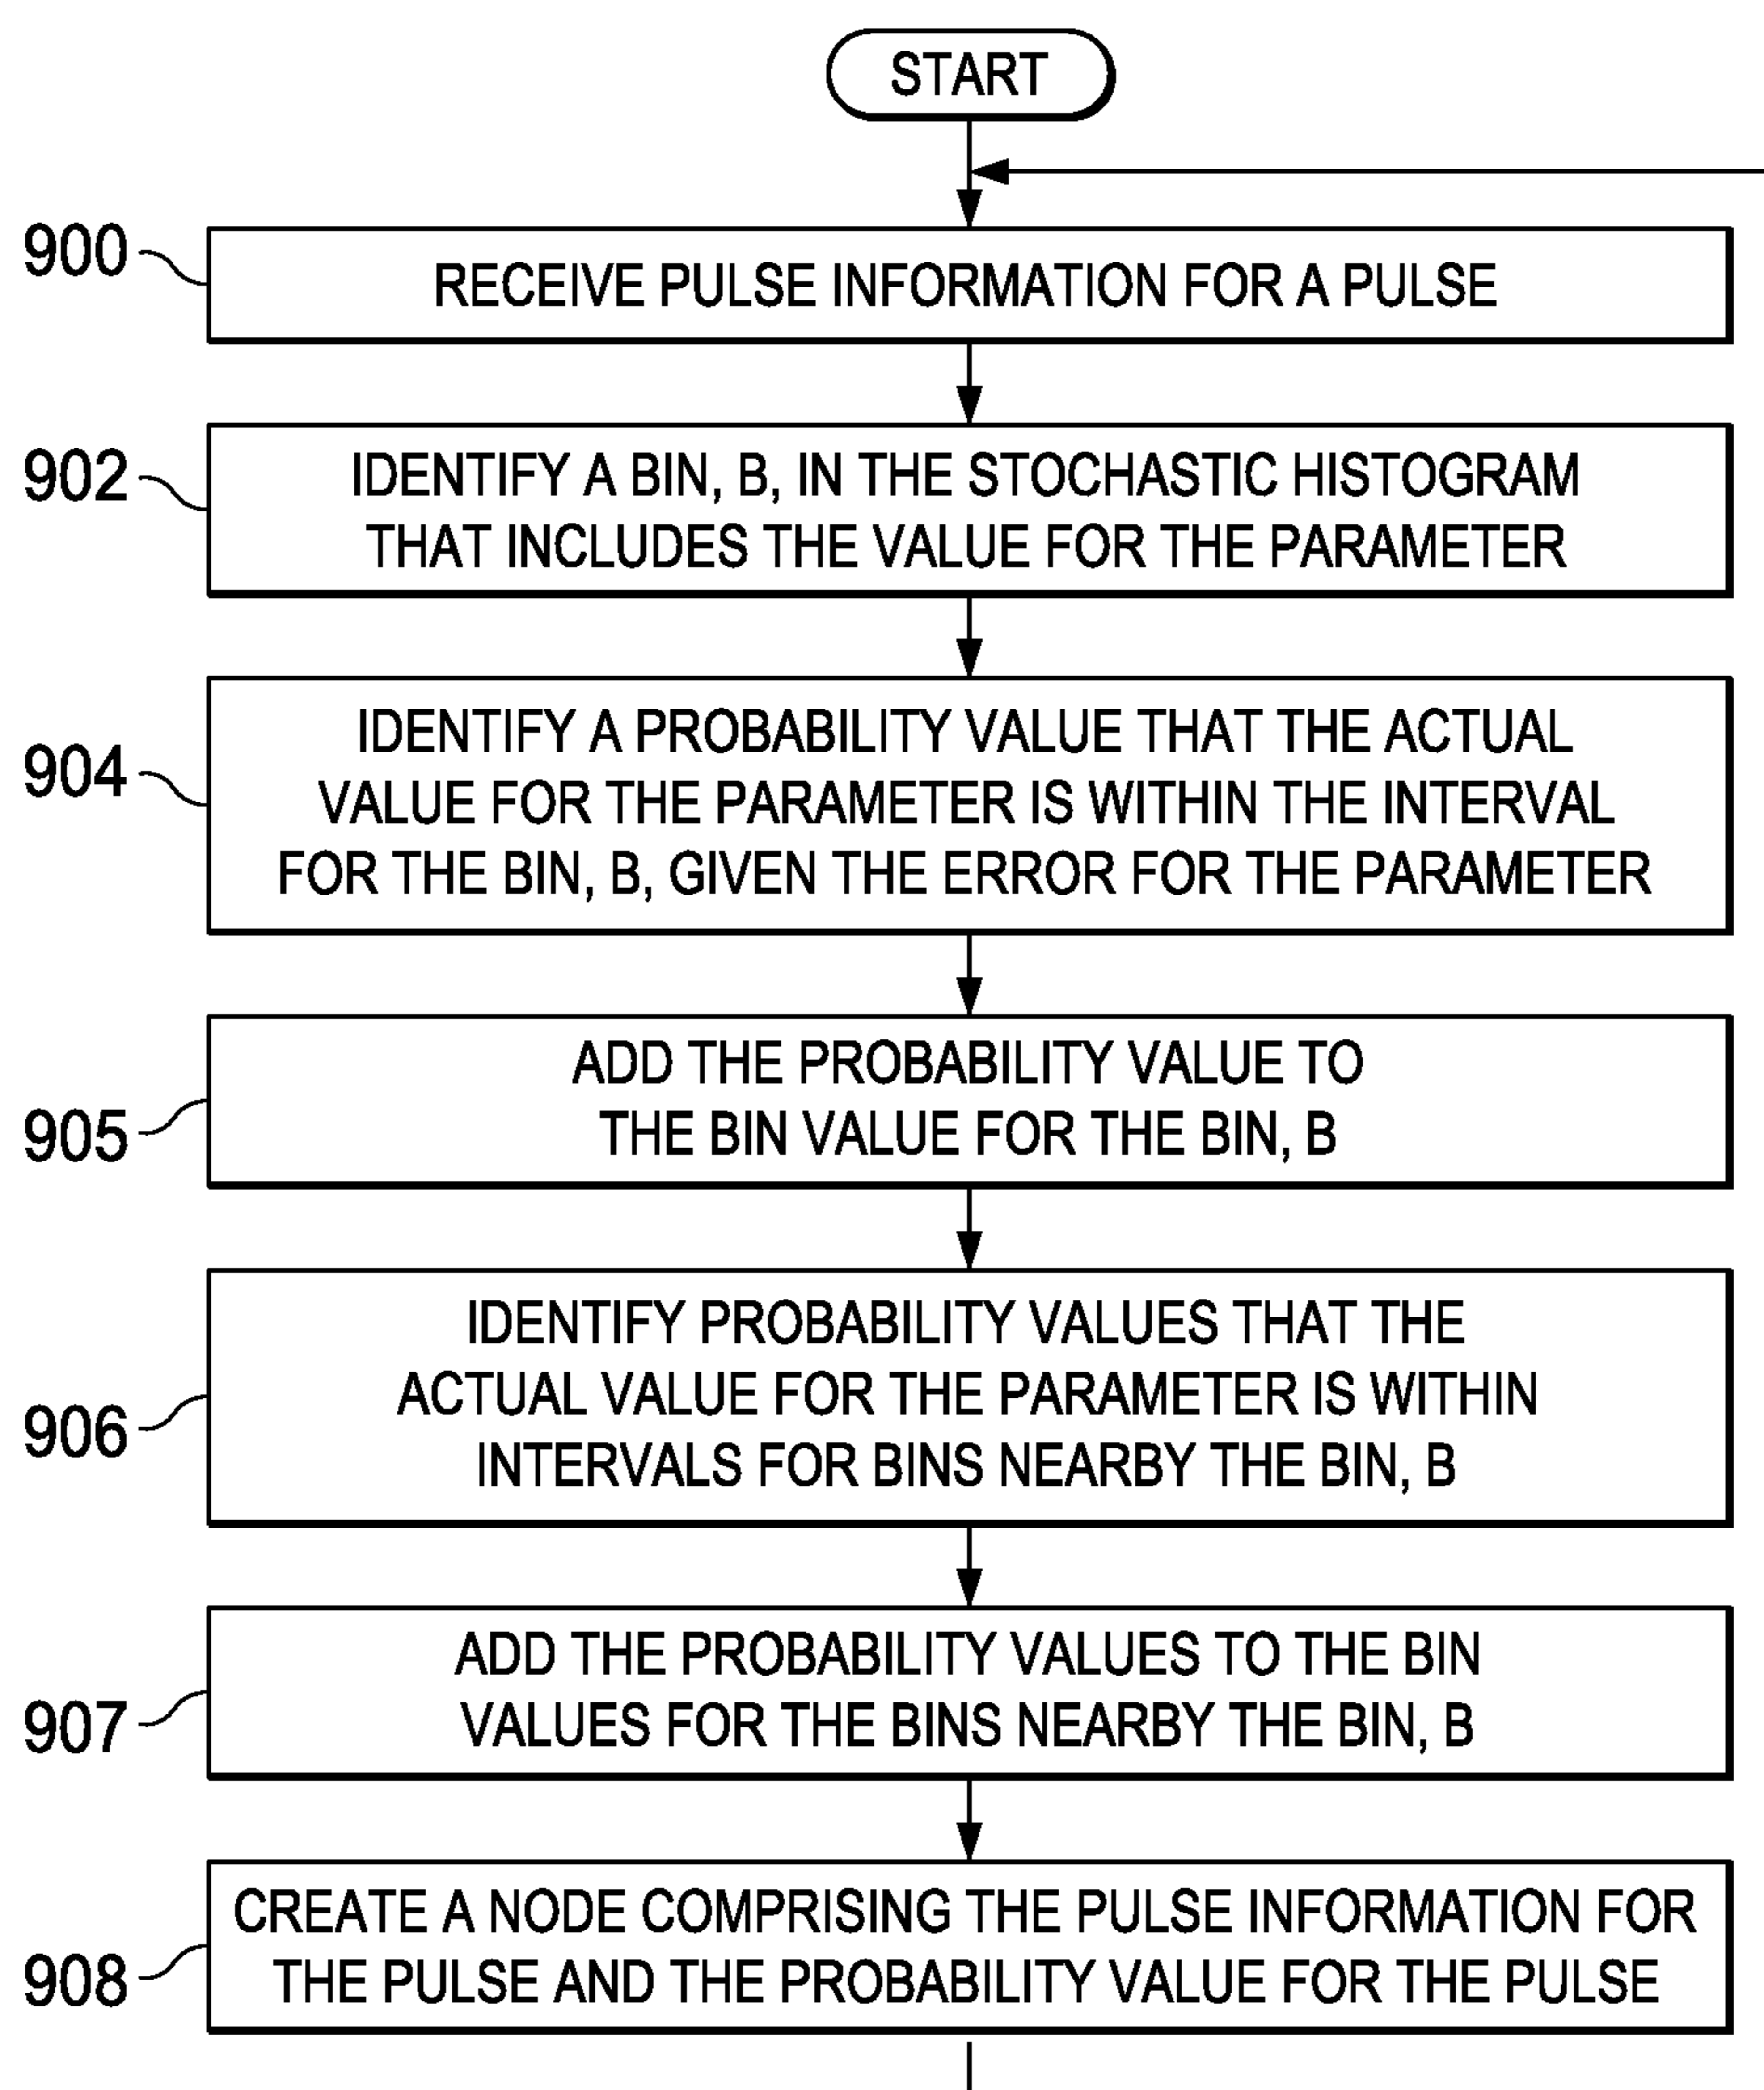 START
900
RECEIVE PULSE INFORMATION FOR A PULSE
902
IDENTIFY A BIN, B, IN THE STOCHASTIC HISTOGRAM
THAT INCLUDES THE VALUE FOR THE PARAMETER
904
IDENTIFY A PROBABILITY VALUE THAT THE ACTUAL
VALUE FOR THE PARAMETER IS WITHIN THE INTERVAL
FOR THE BIN, B, GIVEN THE ERROR FOR THE PARAMETER
905
ADD THE PROBABILITY VALUE TO
THE BIN VALUE FOR THE BIN, B
906
IDENTIFY PROBABILITY VALUES THAT THE
ACTUAL VALUE FOR THE PARAMETER IS WITHIN
INTERVALS FOR BINS NEARBY THE BIN, B
907
ADD THE PROBABILITY VALUES TO THE BIN
VALUES FOR THE BINS NEARBY THE BIN, B
908
CREATE A NODE COMPRISING THE PULSE INFORMATION FOR
THE PULSE AND THE PROBABILITY VALUE FOR THE PULSE